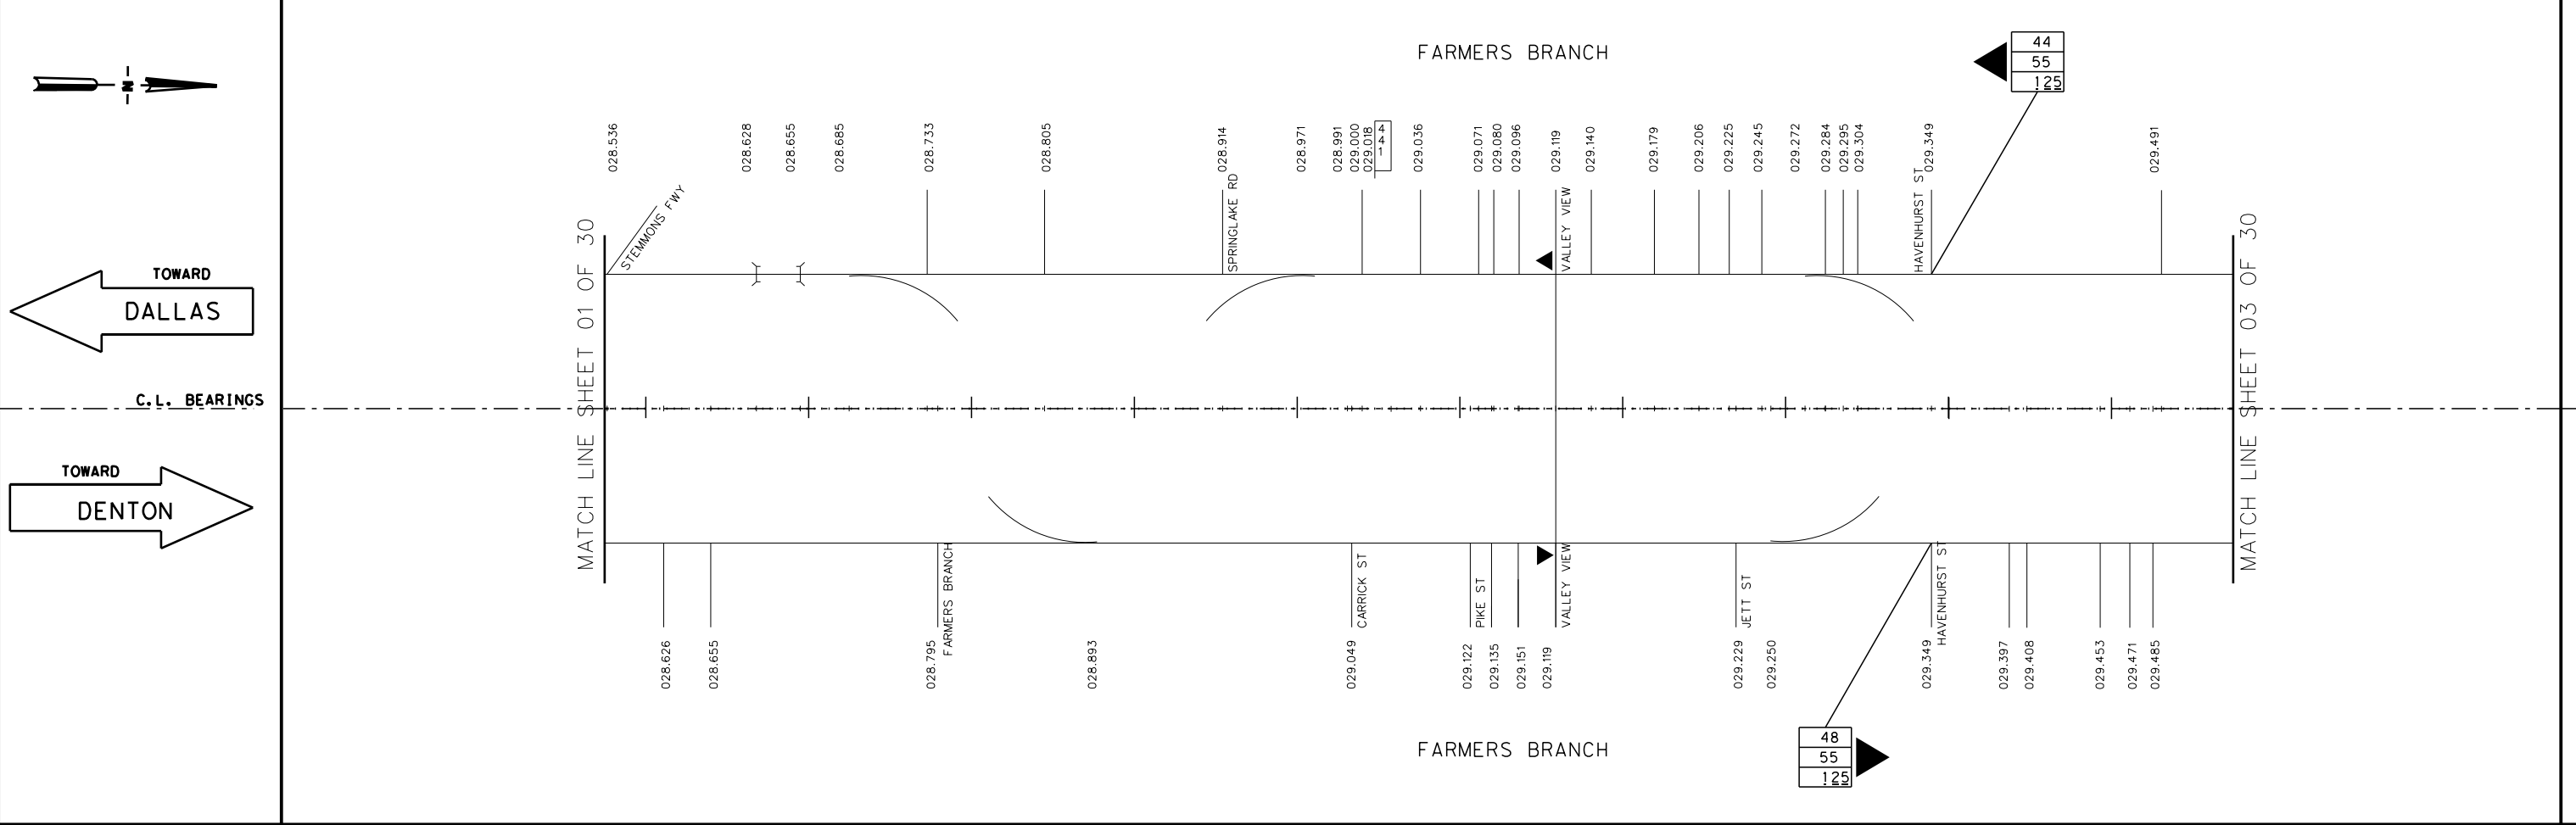 FARMERS BRANCH
44
55
125
N
028.536
028.628
028.655
028.685
028.733
028.805
028.914
028.971
028.991
029.000
029.018
441
029.036
029.071
029.080
029.096
029.119
029.140
029.179
029.206
029.225
029.245
029.272
029.284
029.295
029.304
029.349
029.491
STEMMONS FWY
SPRINGLAKE RD
VALLEY VIEW
HAVENHURST ST
MATCH LINE SHEET 01 OF 30
MATCH LINE SHEET 03 OF 30
TOWARD
DALLAS
C.L. BEARINGS
TOWARD
DENTON
FARMERS BRANCH
CARRICK ST
PIKE ST
VALLEY VIEW
JETT ST
HAVENHURST ST
028.626
028.655
028.795
028.893
029.049
029.122
029.135
029.151
029.119
029.229
029.250
029.349
029.397
029.408
029.453
029.471
029.485
FARMERS BRANCH
48
55
125